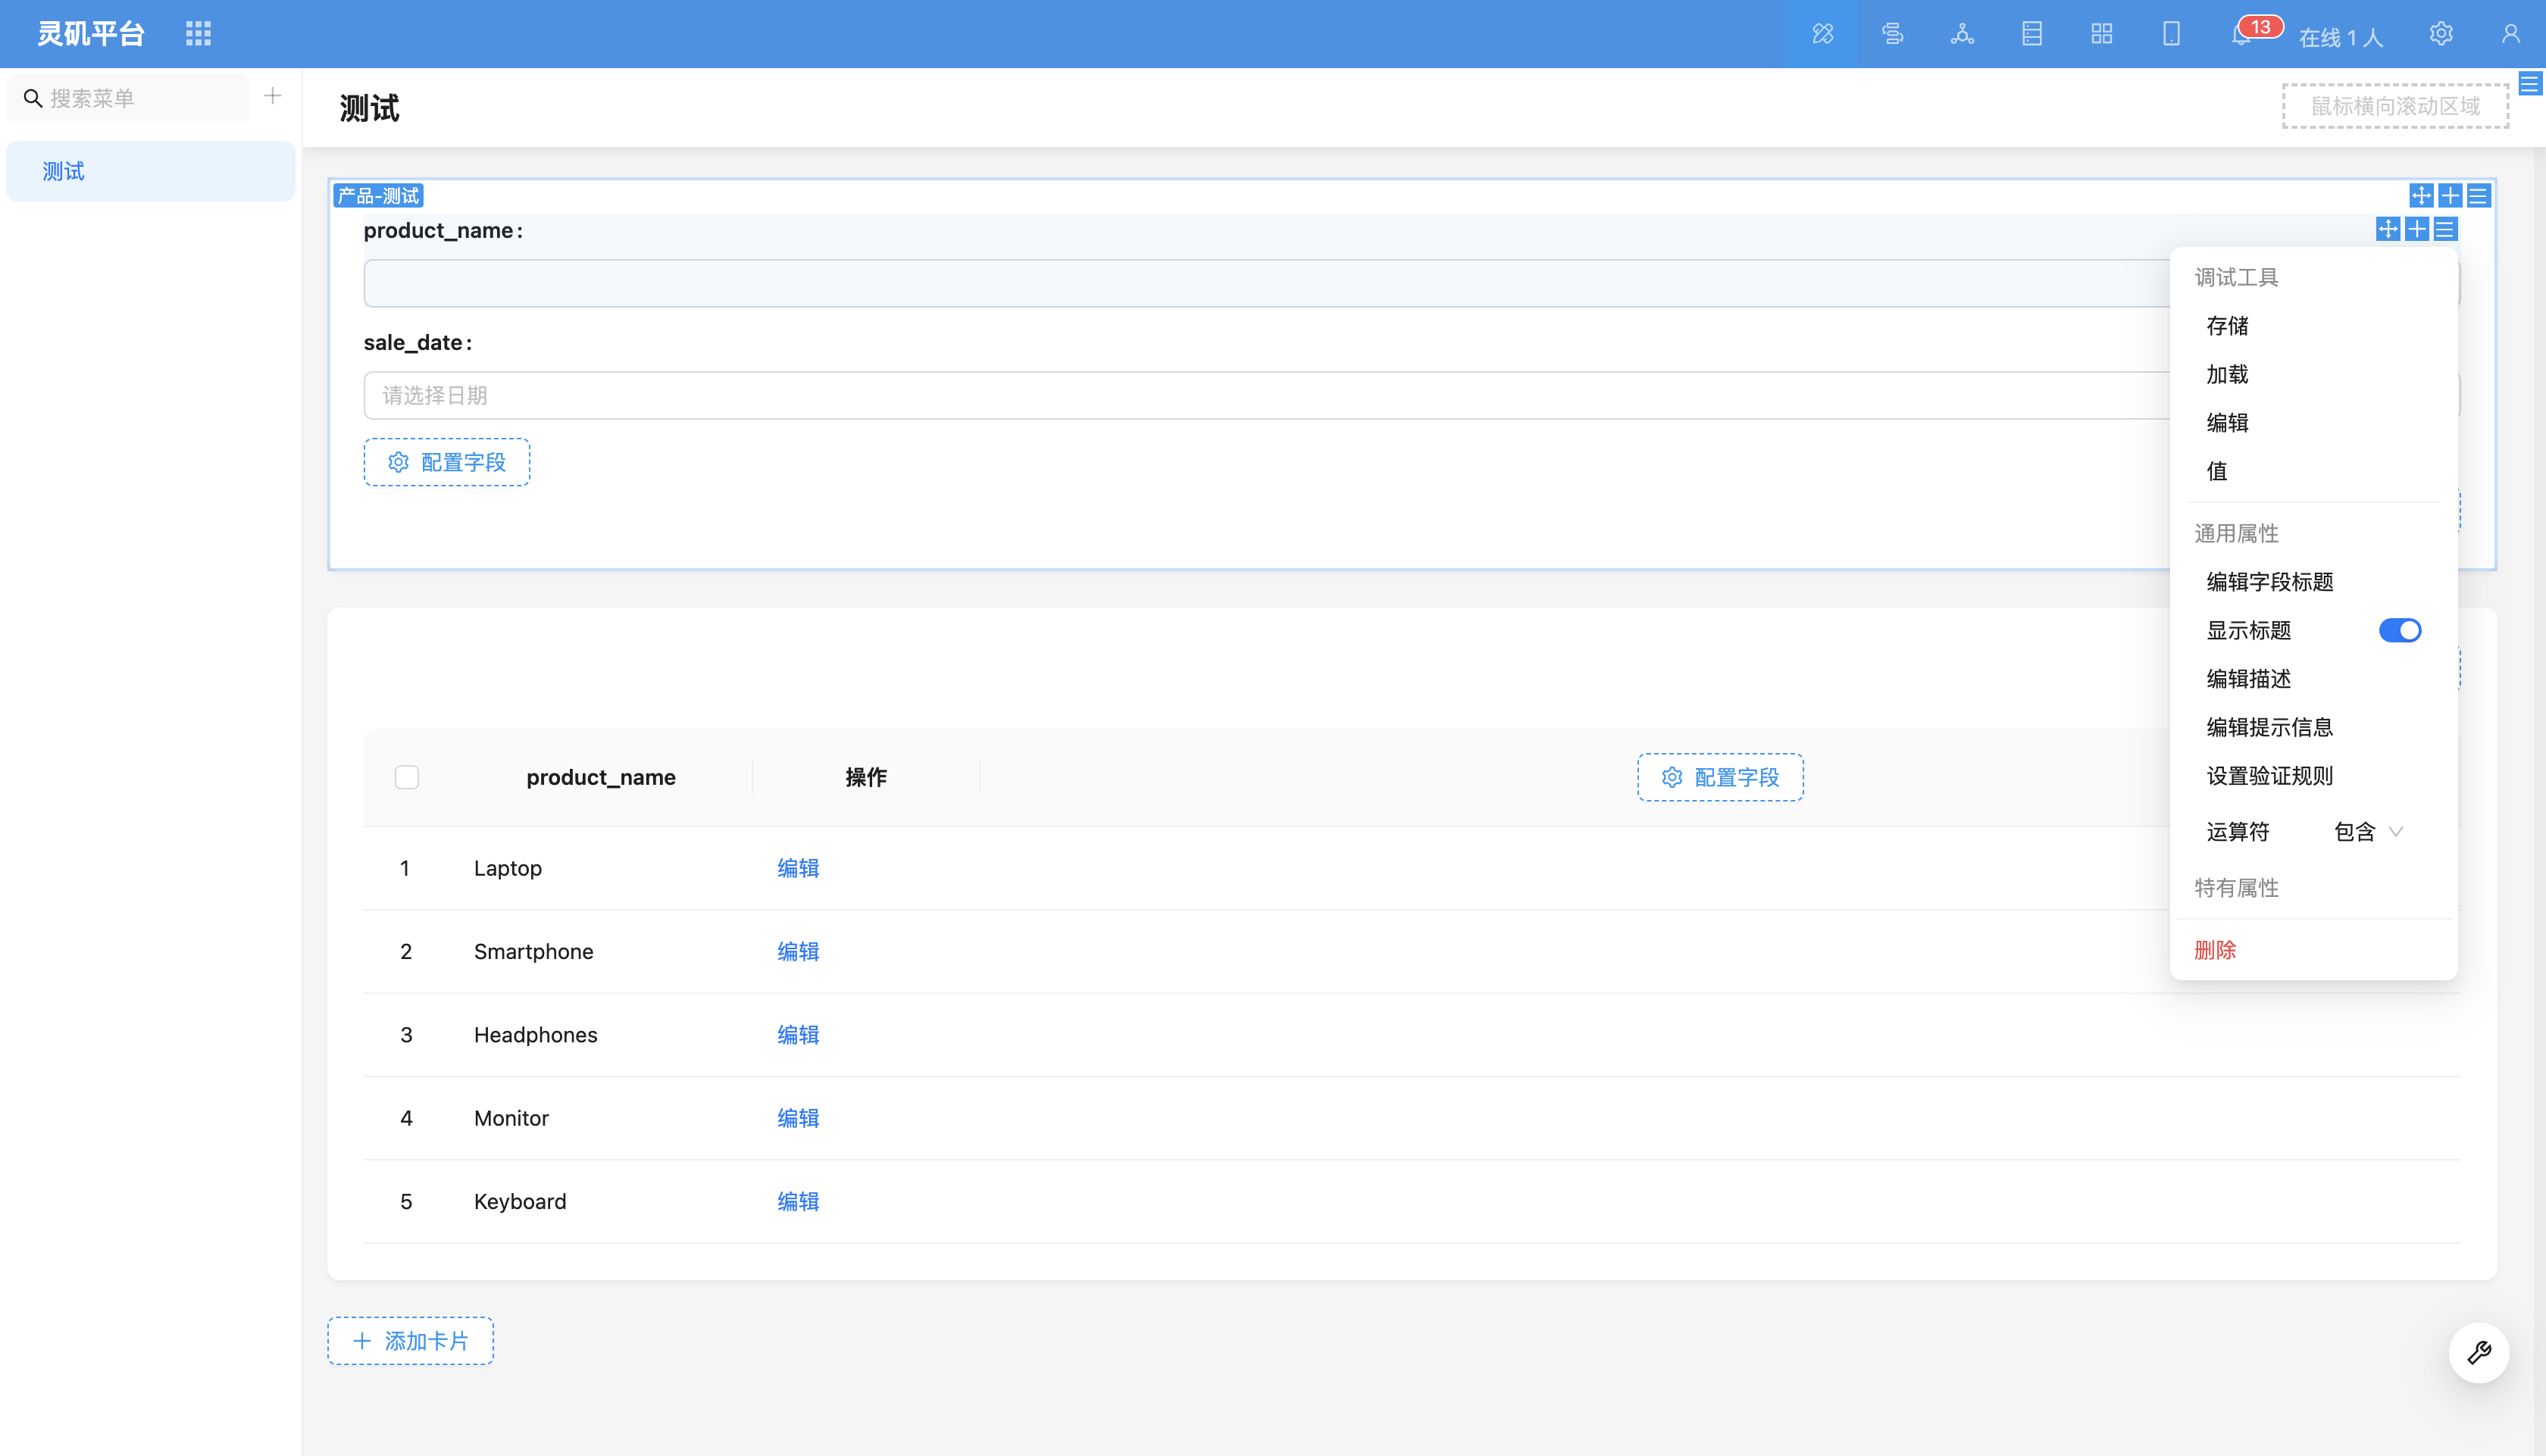 灵矶平台
13
在线 1 人
搜索菜单
测试
测试
鼠标横向滚动区域
产品-测试
product_name :
sale_date :
请选择日期
配置字段
调试工具
存储
加载
编辑
值
通用属性
编辑字段标题
显示标题
编辑描述
编辑提示信息
设置验证规则
运算符 包含
特有属性
删除
product_name 操作 配置字段
1 Laptop 编辑
2 Smartphone 编辑
3 Headphones 编辑
4 Monitor 编辑
5 Keyboard 编辑
添加卡片